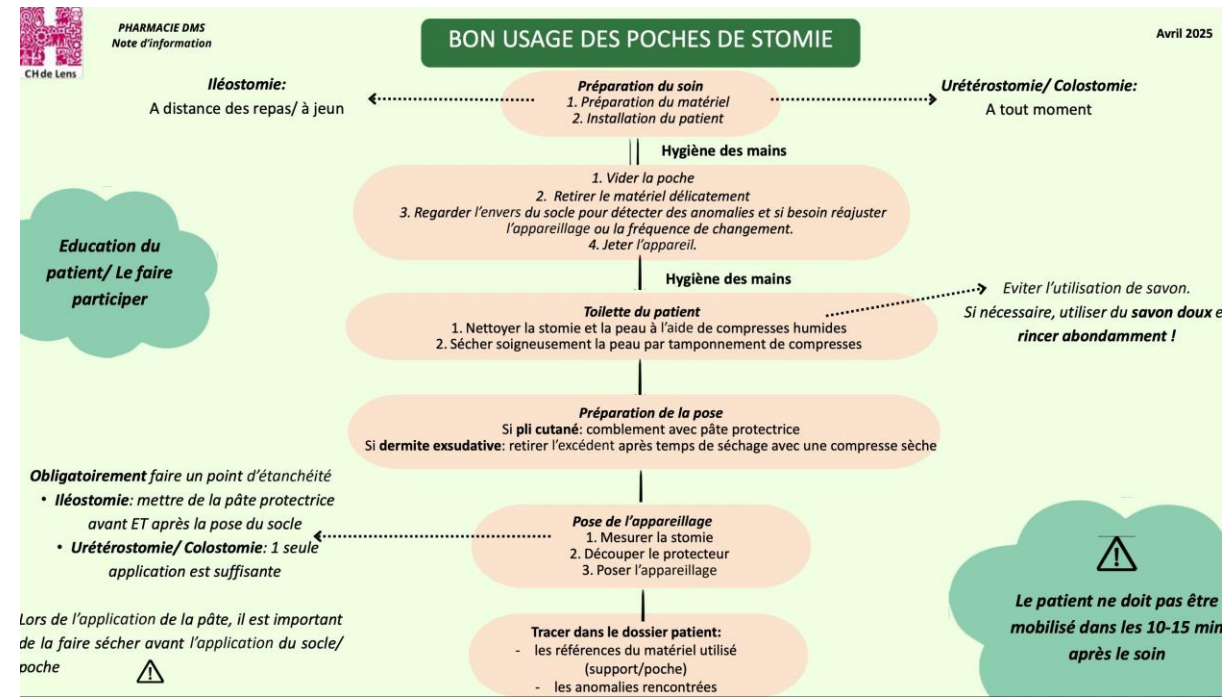 PHARMACIE DMS
Note d'information
CH de Lens
BON USAGE DES POCHES DE STOMIE
Avril 2025
Iléostomie:
A distance des repas/ à jeun
Préparation du soin
1. Préparation du matériel
2. Installation du patient
Urétérostomie/ Colostomie:
A tout moment
Hygiène des mains
1. Vider la poche
2. Retirer le matériel délicatement
3. Regarder l'envers du socle pour détecter des anomalies et si besoin réajuster
l'appareillage ou la fréquence de changement.
4. Jeter l'appareil.
Education du
patient/ Le faire
participer
Hygiène des mains
Toilette du patient
1. Nettoyer la stomie et la peau à l'aide de compresses humides
2. Sécher soigneusement la peau par tamponnement de compresses
Eviter l'utilisation de savon.
Si nécessaire, utiliser du savon doux e
rincer abondamment !
Préparation de la pose
Si pli cutané: comblement avec pâte protectrice
Si dermite exsudative: retirer l'excédent après temps de séchage avec une compresse sèche
Obligatoirement faire un point d'étanchéité
• Iléostomie: mettre de la pâte protectrice
avant ET après la pose du socle
• Urétérostomie/ Colostomie: 1 seule
application est suffisante
Pose de l'appareillage
1. Mesurer la stomie
2. Découper le protecteur
3. Poser l'appareillage
Lors de l'application de la pâte, il est important
de la faire sécher avant l'application du socle/
poche
Tracer dans le dossier patient:
- les références du matériel utilisé
(support/poche)
- les anomalies rencontrées
Le patient ne doit pas être
mobilisé dans les 10-15 min
après le soin